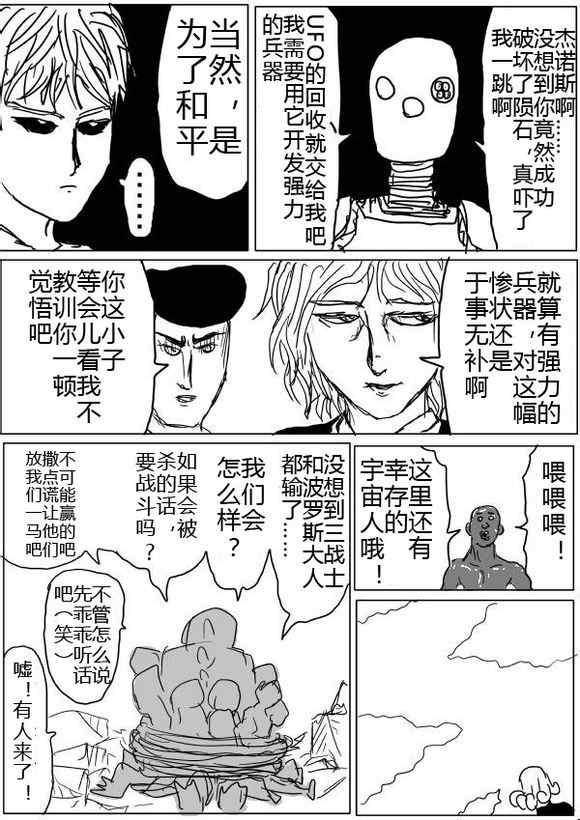 杰诺斯啊……
没想到你竟然成功
破坏了陨石，真吓了
我一跳啊
UFO的回收就交给我吧
我需要用它开发强力
的兵器
当然，是
为了和平
……
就算有强力的
兵器，对这幅
惨状还是
于事无补啊
你这小子
等会儿看我不
教训你一顿
觉悟吧
喂喂喂！
这里还有
幸存的
宇宙人哦！
没想到三战士
和波罗斯大人
都输了……
我们会
怎么样？
如果会被
杀的话，
要战斗吗？
不可能赢的吧
撒点谎让他们
放我们一马吧
不管怎么说
先乖乖听话
吧（笑）
嘘！有人来了！